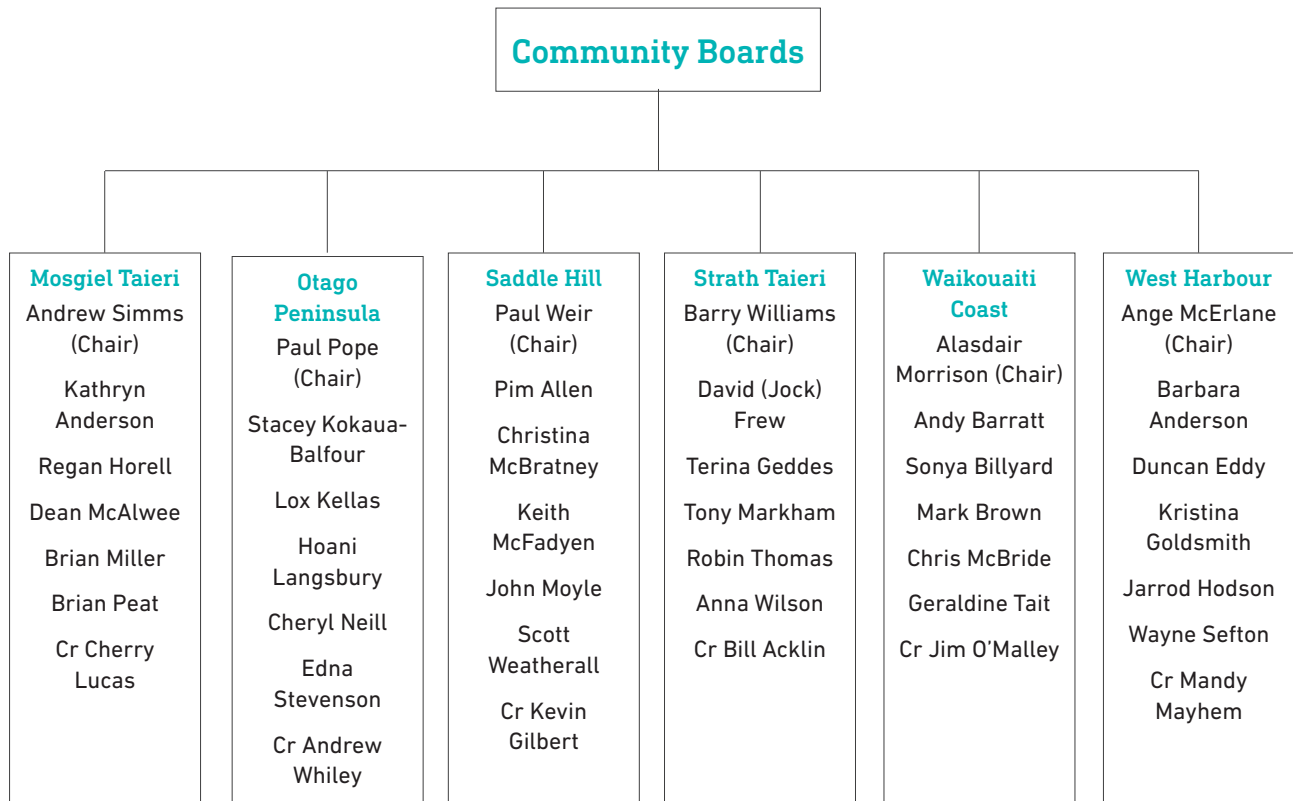 Community Boards
Mosgiel Taieri
Andrew Simms
(Chair)
Kathryn
Anderson
Regan Horell
Dean McAlwee
Brian Miller
Brian Peat
Cr Cherry
Lucas
Otago
Peninsula
Paul Pope
(Chair)
Stacey Kokaua-
Balfour
Lox Kellas
Hoani
Langsbury
Cheryl Neill
Edna
Stevenson
Cr Andrew
Whiley
Saddle Hill
Paul Weir
(Chair)
Pim Allen
Christina
McBratney
Keith
McFadyen
John Moyle
Scott
Weatherall
Cr Kevin
Gilbert
Strath Taieri
Barry Williams
(Chair)
David (Jock)
Frew
Terina Geddes
Tony Markham
Robin Thomas
Anna Wilson
Cr Bill Acklin
Waikouaiti
Coast
Alasdair
Morrison (Chair)
Andy Barratt
Sonya Billyard
Mark Brown
Chris McBride
Geraldine Tait
Cr Jim O’Malley
West Harbour
Ange McErlane
(Chair)
Barbara
Anderson
Duncan Eddy
Kristina
Goldsmith
Jarrod Hodson
Wayne Sefton
Cr Mandy
Mayhem